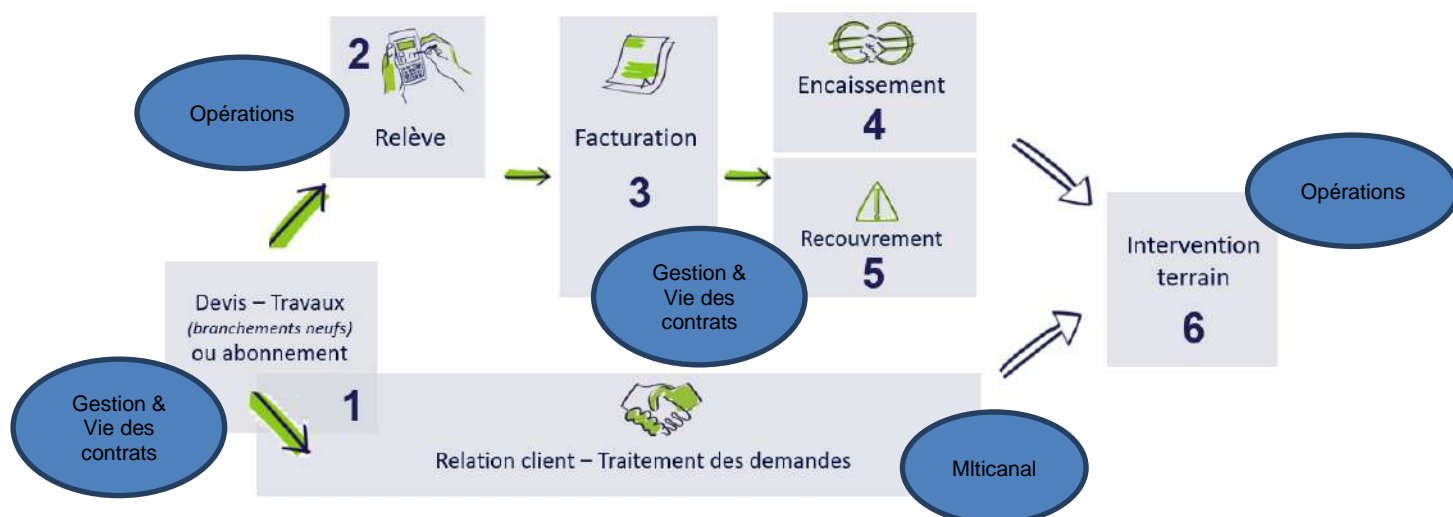 2
Opérations
Relève
Facturation
3
Encaissement
4
Recouvrement
5
Gestion &
Vie des
contrats
Opérations
Intervention
terrain
6
Devis – Travaux
(branchements neufs)
ou abonnement
1
Gestion &
Vie des
contrats
Relation client – Traitement des demandes
Mlticanal